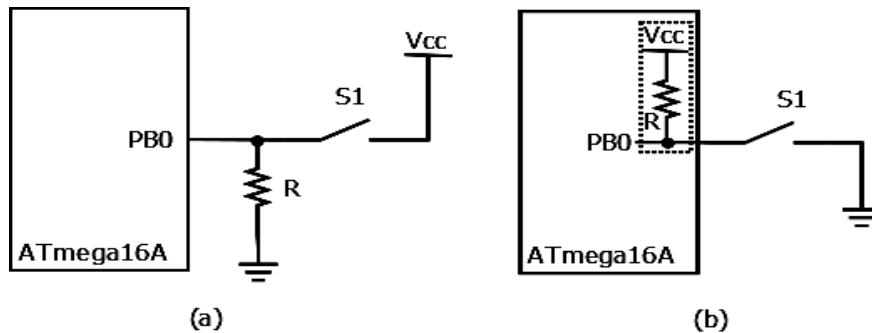 Vcc
S1
PB0
R
ATmega16A
(a)
Vcc
R
PB0
S1
ATmega16A
(b)